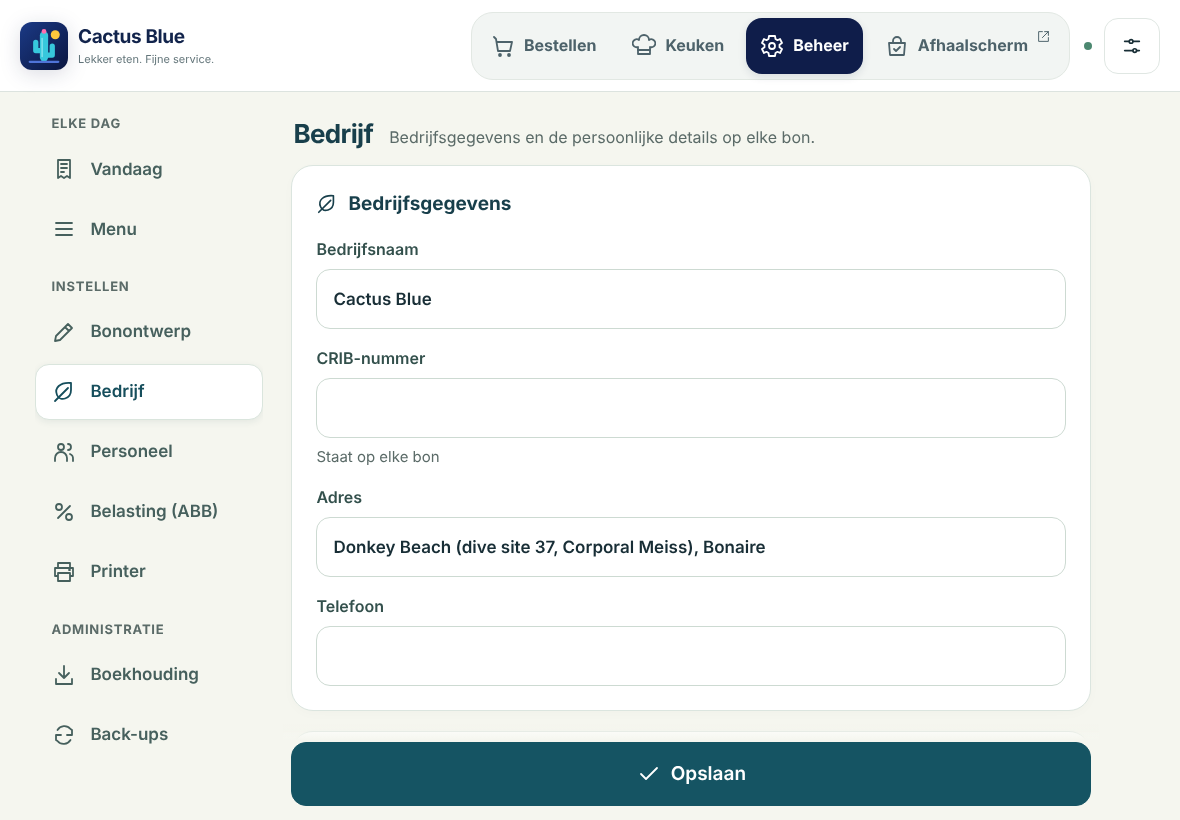 Cactus Blue
Lekker eten. Fijne service.
Bestellen
Keuken
Beheer
Afhaalscherm
ELKE DAG
Vandaag
Menu
INSTELLEN
Bonontwerp
Bedrijf
Personeel
Belasting (ABB)
Printer
ADMINISTRATIE
Boekhouding
Back-ups
Bedrijf
Bedrijfsgegevens en de persoonlijke details op elke bon.
Bedrijfsgegevens
Bedrijfsnaam
Cactus Blue
CRIB-nummer
Staat op elke bon
Adres
Donkey Beach (dive site 37, Corporal Meiss), Bonaire
Telefoon
Opslaan